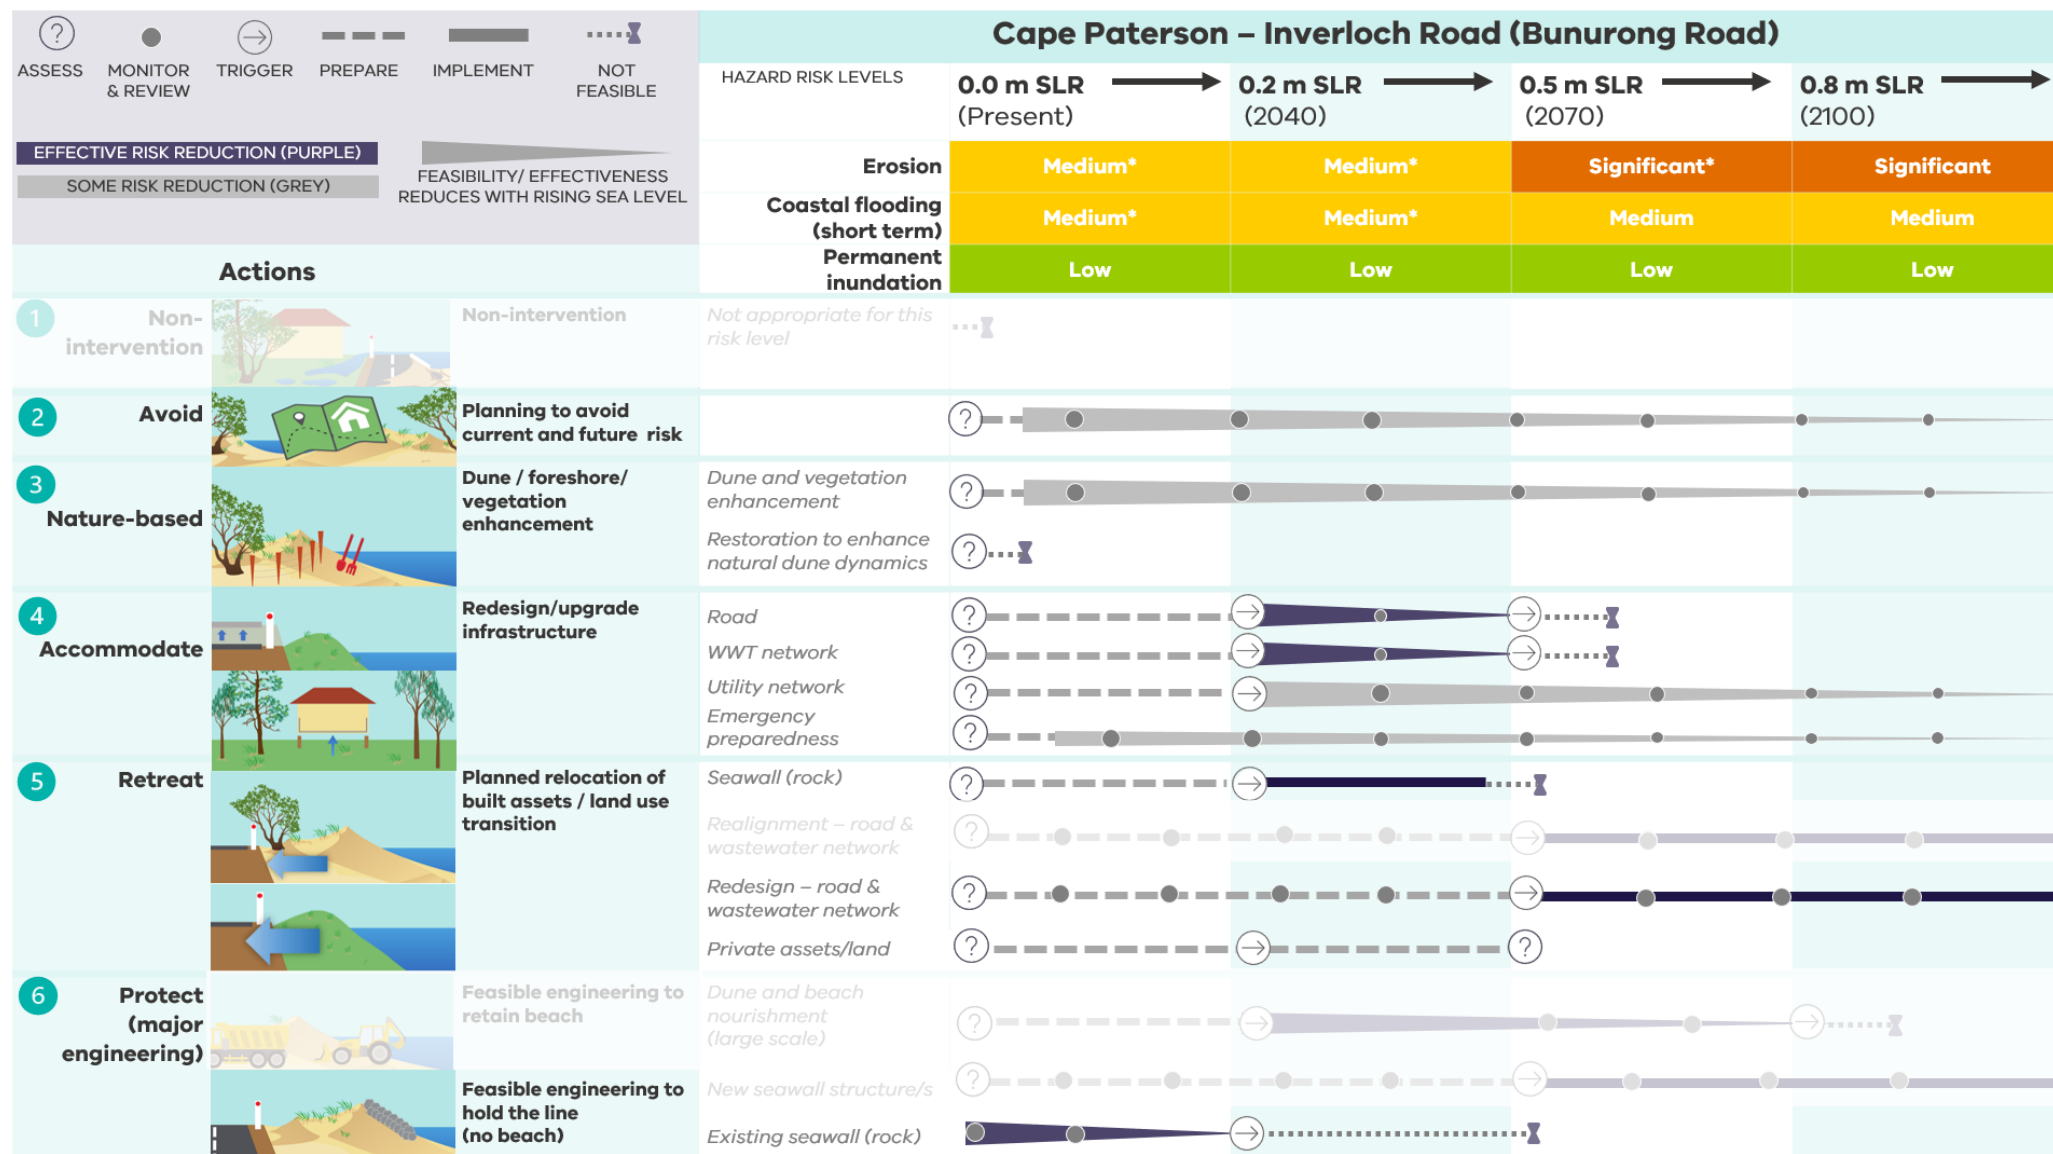 ?
→
ASSESS
MONITOR
& REVIEW
TRIGGER
PREPARE
IMPLEMENT
NOT
FEASIBLE
EFFECTIVE RISK REDUCTION (PURPLE)
SOME RISK REDUCTION (GREY)
FEASIBILITY/ EFFECTIVENESS
REDUCES WITH RISING SEA LEVEL
Cape Paterson – Inverloch Road (Bunurong Road)
HAZARD RISK LEVELS
0.0 m SLR
(Present)
0.2 m SLR
(2040)
0.5 m SLR
(2070)
0.8 m SLR
(2100)
Erosion
Medium*
Medium*
Significant*
Significant
Coastal flooding
(short term)
Medium*
Medium*
Medium
Medium
Permanent
inundation
Low
Low
Low
Low
Actions
1
Non-
intervention
Non-intervention
Not appropriate for this
risk level
2
Avoid
Planning to avoid
current and future risk
?
3
Nature-based
Dune / foreshore/
vegetation
enhancement
Dune and vegetation
enhancement
?
Restoration to enhance
natural dune dynamics
?
4
Accommodate
Redesign/upgrade
infrastructure
Road
?
WWT network
?
Utility network
?
Emergency
preparedness
?
5
Retreat
Planned relocation of
built assets / land use
transition
Seawall (rock)
?
Realignment – road &
wastewater network
?
Redesign – road &
wastewater network
?
Private assets/land
?
?
6
Protect
(major
engineering)
Feasible engineering to
retain beach
Dune and beach
nourishment
(large scale)
?
New seawall structure/s
?
Feasible engineering to
hold the line
(no beach)
Existing seawall (rock)